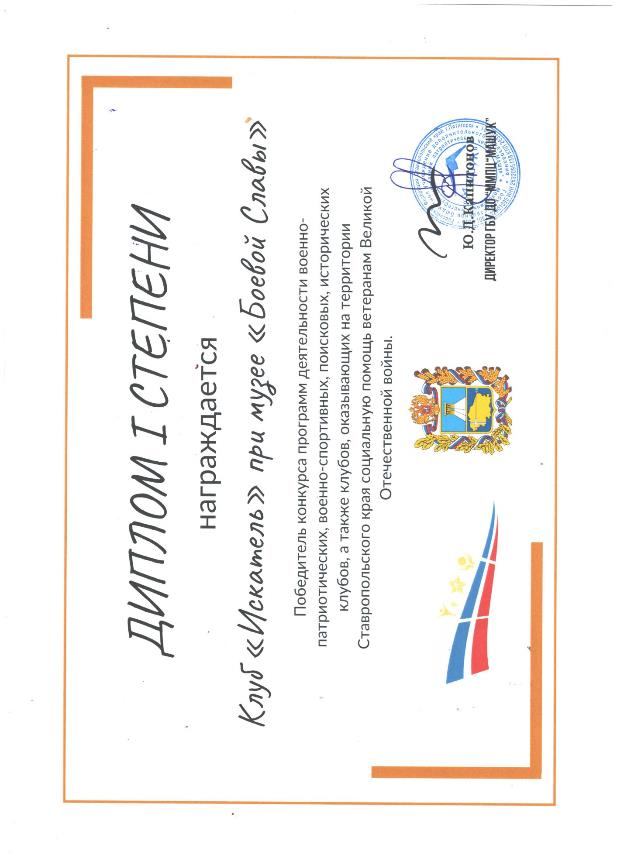 ДИПЛОМ I СТЕПЕНИ
награждается
Клуб «Искатель» при музее «Боевой Славы»
Победитель конкурса программ деятельности военно-
патриотических, военно-спортивных, поисковых, исторических
клубов, а также клубов, оказывающих на территории
Ставропольского края социальную помощь ветеранам Великой
Отечественной войны.
Ю.Д.Капитонов
ДИРЕКТОР ГБУ ДО "ММПЦ"МАШУК"